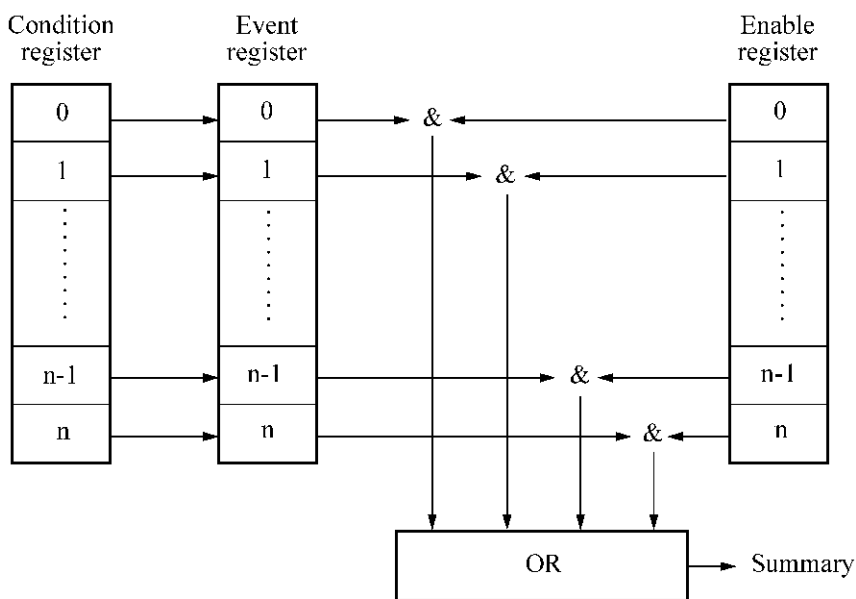 Condition register
Event register
Enable register
0
0
&
0
1
1
&
1
n-1
n-1
&
n-1
n
n
&
n
OR
Summary